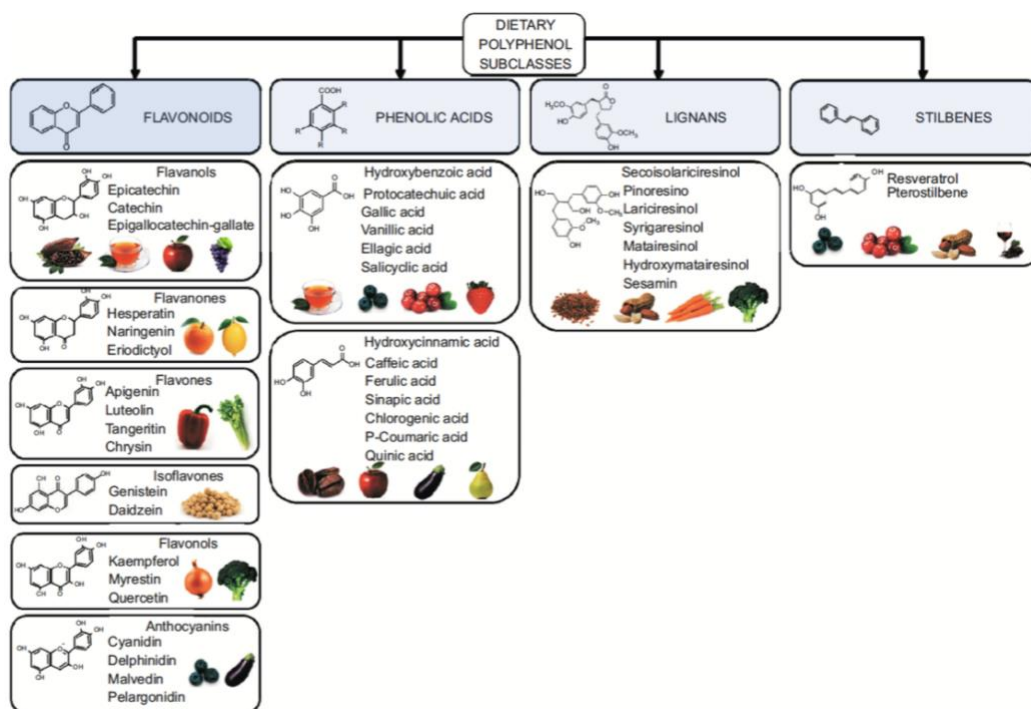 DIETARY
POLYPHENOL
SUBCLASSES
FLAVONOIDS
PHENOLIC ACIDS
LIGNANS
STILBENES
Flavanols
Epicatechin
Catechin
Epigallocatechin-gallate
Flavanones
Hesperatin
Naringenin
Eriodictyol
Flavones
Apigenin
Luteolin
Tangeritin
Chrysin
Isoflavones
Genistein
Daidzein
Flavonols
Kaempferol
Myrestin
Quercetin
Anthocyanins
Cyanidin
Delphinidin
Malvedin
Pelargonidin
Hydroxybenzoic acid
Protocatechuic acid
Gallic acid
Vanillic acid
Ellagic acid
Salicyclic acid
Hydroxycinnamic acid
Caffeic acid
Ferulic acid
Sinapic acid
Chlorogenic acid
P-Coumaric acid
Quinic acid
Secoisolariciresinol
Pinoresino
Lariciresinol
Syrigaresinol
Matairesinol
Hydroxymatairesinol
Sesamin
Resveratrol
Pterostilbene